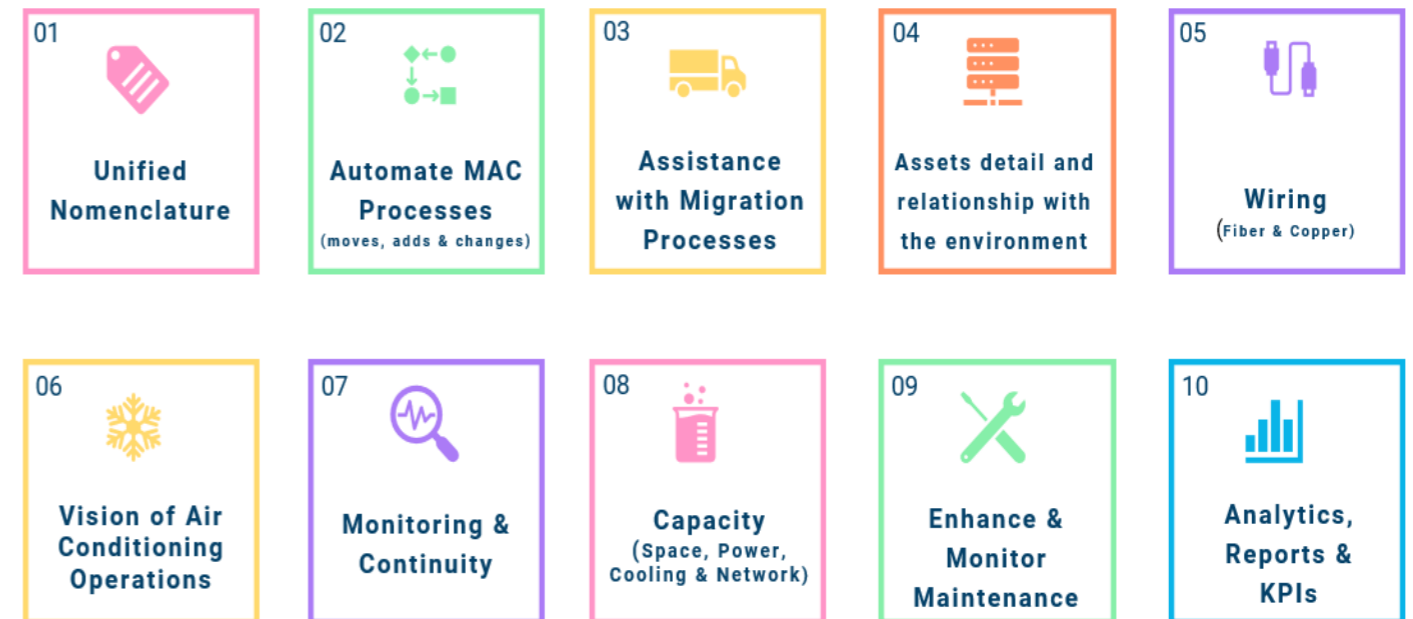 01
Unified
Nomenclature
02
Automate MAC
Processes
(moves, adds & changes)
03
Assistance
with Migration
Processes
04
Assets detail and
relationship with
the environment
05
Wiring
(Fiber & Copper)
06
Vision of Air
Conditioning
Operations
07
Monitoring &
Continuity
08
Capacity
(Space, Power,
Cooling & Network)
09
Enhance &
Monitor
Maintenance
10
Analytics,
Reports &
KPIs